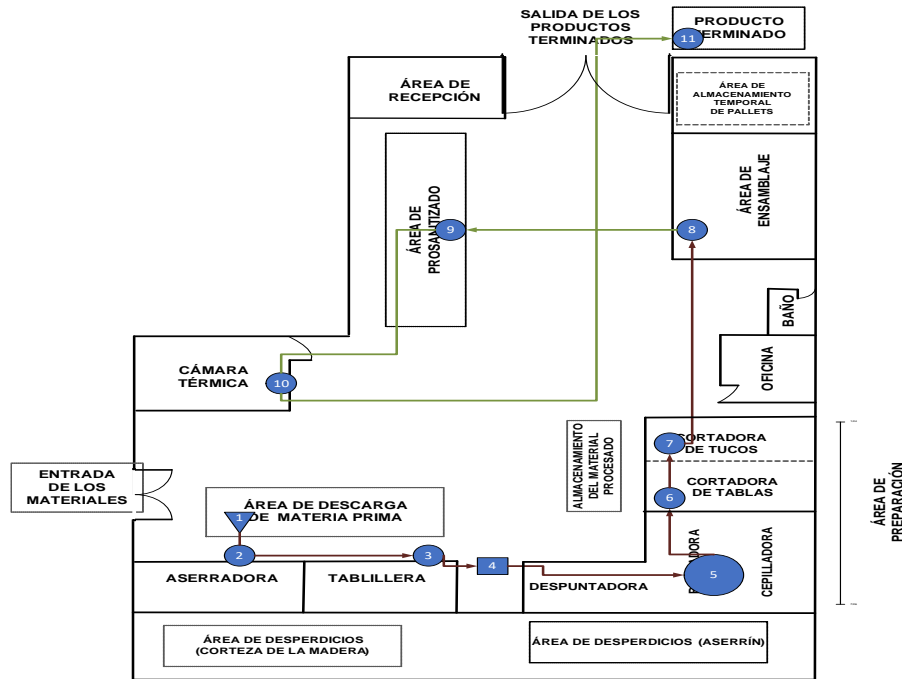 SALIDA DE LOS
PRODUCTOS
TERMINADOS
PRODUCTO
TERMINADO
11
ÁREA DE
RECEPCIÓN
ÁREA DE
ALMACENAMIENTO
TEMPORAL
DE PALLETS
ÁREA DE
PROSANITIZADO
9
8
ÁREA DE
ENSAMBLAJE
BAÑO
OFICINA
CÁMARA
TÉRMICA
10
ENTRADA
DE LOS
MATERIALES
ÁREA DE DESCARGA
DE MATERIA PRIMA
1
ALMACENAMIENTO
DEL MATERIAL
PROCESADO
7
CORTADORA
DE TUCOS
6
CORTADORA
DE TABLAS
ÁREA DE
PREPARACIÓN
2
3
4
5
ASERRADORA
TABLILLERA
DESPUNTADORA
CEPILLADORA
ÁREA DE DESPERDICIOS
(CORTEZA DE LA MADERA)
ÁREA DE DESPERDICIOS (ASERRÍN)